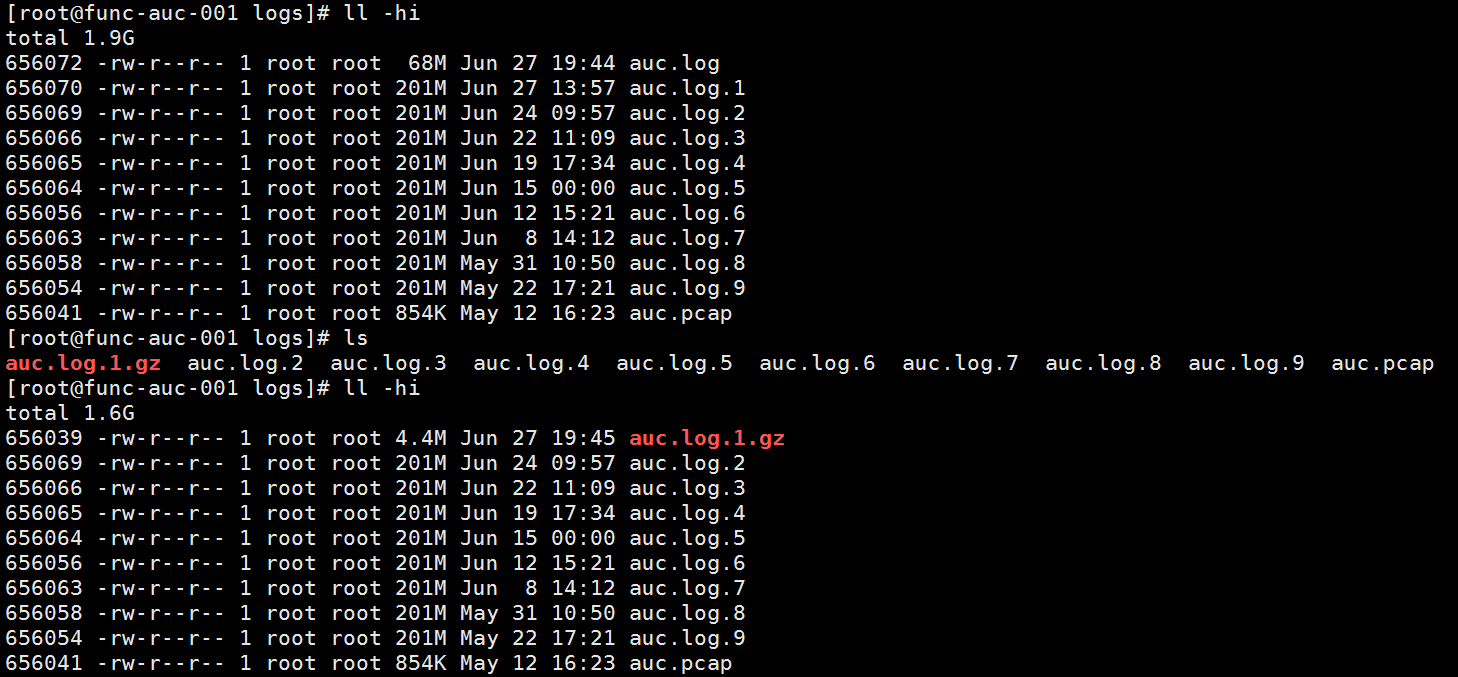 [root@func-auc-001 logs]# ll -hi
total 1.9G
656072 -rw-r--r-- 1 root root  68M Jun 27 19:44 auc.log
656070 -rw-r--r-- 1 root root 201M Jun 27 13:57 auc.log.1
656069 -rw-r--r-- 1 root root 201M Jun 24 09:57 auc.log.2
656066 -rw-r--r-- 1 root root 201M Jun 22 11:09 auc.log.3
656065 -rw-r--r-- 1 root root 201M Jun 19 17:34 auc.log.4
656064 -rw-r--r-- 1 root root 201M Jun 15 00:00 auc.log.5
656056 -rw-r--r-- 1 root root 201M Jun 12 15:21 auc.log.6
656063 -rw-r--r-- 1 root root 201M Jun  8 14:12 auc.log.7
656058 -rw-r--r-- 1 root root 201M May 31 10:50 auc.log.8
656054 -rw-r--r-- 1 root root 201M May 22 17:21 auc.log.9
656041 -rw-r--r-- 1 root root 854K May 12 16:23 auc.pcap
[root@func-auc-001 logs]# ls
auc.log.1.gz  auc.log.2  auc.log.3  auc.log.4  auc.log.5  auc.log.6  auc.log.7  auc.log.8  auc.log.9  auc.pcap
[root@func-auc-001 logs]# ll -hi
total 1.6G
656039 -rw-r--r-- 1 root root 4.4M Jun 27 19:45 auc.log.1.gz
656069 -rw-r--r-- 1 root root 201M Jun 24 09:57 auc.log.2
656066 -rw-r--r-- 1 root root 201M Jun 22 11:09 auc.log.3
656065 -rw-r--r-- 1 root root 201M Jun 19 17:34 auc.log.4
656064 -rw-r--r-- 1 root root 201M Jun 15 00:00 auc.log.5
656056 -rw-r--r-- 1 root root 201M Jun 12 15:21 auc.log.6
656063 -rw-r--r-- 1 root root 201M Jun  8 14:12 auc.log.7
656058 -rw-r--r-- 1 root root 201M May 31 10:50 auc.log.8
656054 -rw-r--r-- 1 root root 201M May 22 17:21 auc.log.9
656041 -rw-r--r-- 1 root root 854K May 12 16:23 auc.pcap